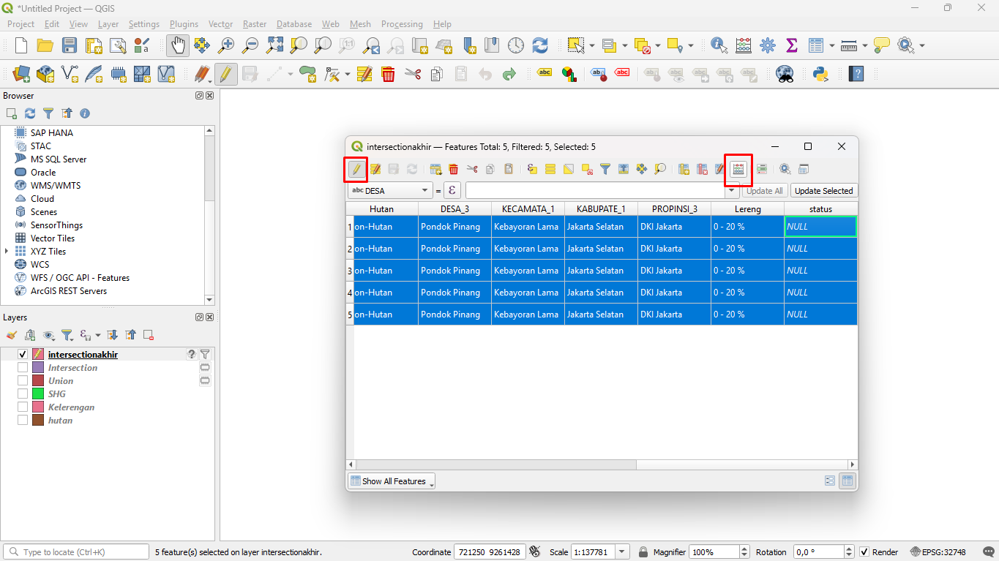 *Untitled Project — QGIS
Project Edit View Layer Settings Plugins Vector Raster Database Web Mesh Processing Help
Browser
SAP HANA
STAC
MS SQL Server
Oracle
WMS/WMTS
Cloud
Scenes
SensorThings
Vector Tiles
XYZ Tiles
WCS
WFS / OGC API - Features
ArcGIS REST Servers
Layers
intersectionakhir
Intersection
Union
SHG
Kelerengan
hutan
intersectionakhir — Features Total: 5, Filtered: 5, Selected: 5
abc DESA = ε Update All Update Selected
Hutan DESA_3 KECAMATA_1 KABUPATE_1 PROPINSI_3 Lereng status
1 on-Hutan Pondok Pinang Kebayoran Lama Jakarta Selatan DKI Jakarta 0 - 20 % NULL
2 on-Hutan Pondok Pinang Kebayoran Lama Jakarta Selatan DKI Jakarta 0 - 20 % NULL
3 on-Hutan Pondok Pinang Kebayoran Lama Jakarta Selatan DKI Jakarta 0 - 20 % NULL
4 on-Hutan Pondok Pinang Kebayoran Lama Jakarta Selatan DKI Jakarta 0 - 20 % NULL
5 on-Hutan Pondok Pinang Kebayoran Lama Jakarta Selatan DKI Jakarta 0 - 20 % NULL
Show All Features
Type to locate (Ctrl+K) 5 feature(s) selected on layer intersectionakhir. Coordinate 721250 9261428 Scale 1:137781 Magnifier 100% Rotation 0,0 ° Render EPSG:32748